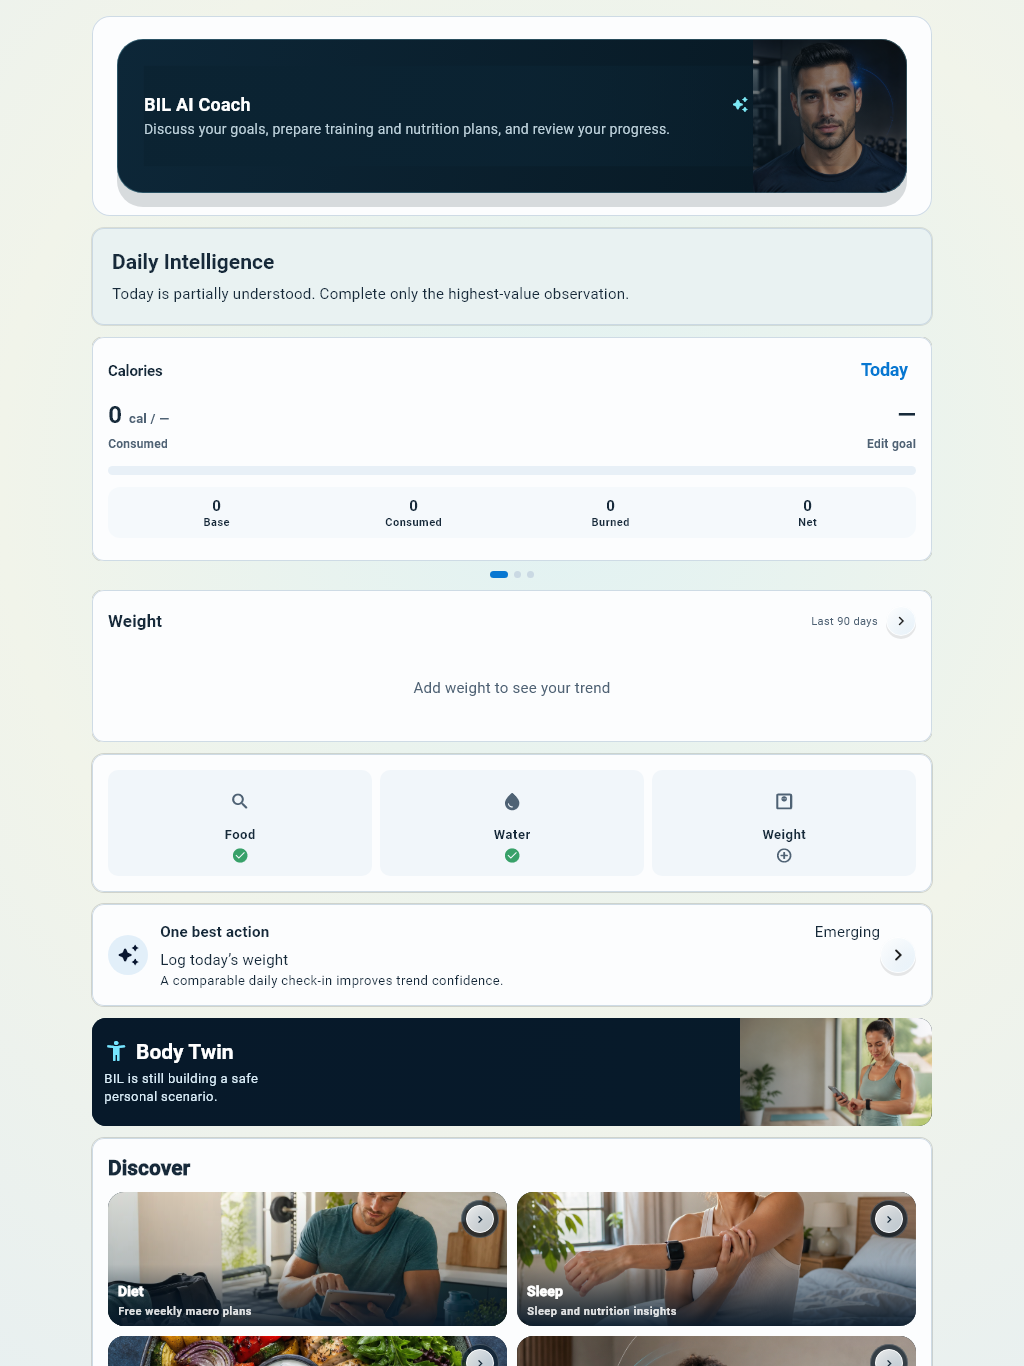 BIL AI Coach
Discuss your goals, prepare training and nutrition plans, and review your progress.
Daily Intelligence
Today is partially understood. Complete only the highest-value observation.
Calories
Today
0 cal / —
—
Consumed
Edit goal
0
0
0
0
Base
Consumed
Burned
Net
Weight
Last 90 days
Add weight to see your trend
Food
Water
Weight
One best action
Emerging
Log today's weight
A comparable daily check-in improves trend confidence.
Body Twin
BIL is still building a safe
personal scenario.
Discover
Diet
Free weekly macro plans
Sleep
Sleep and nutrition insights